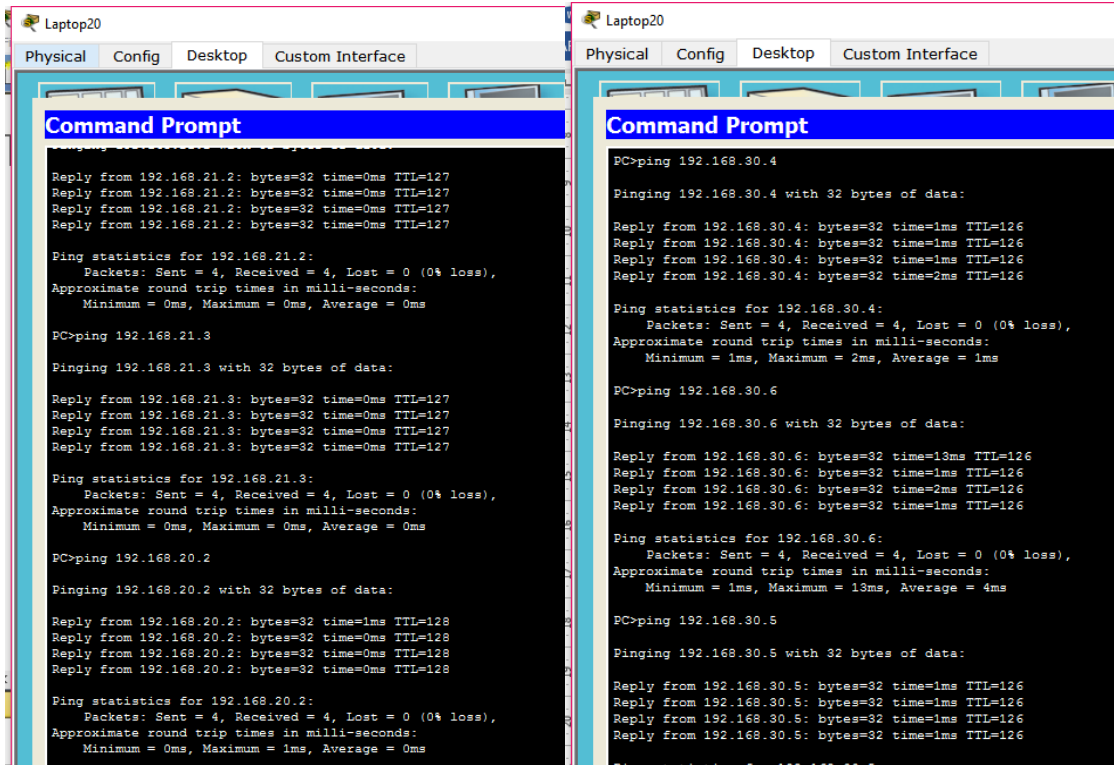 Laptop20
Physical Config Desktop Custom Interface
Command Prompt
Reply from 192.168.21.2: bytes=32 time=0ms TTL=127
Reply from 192.168.21.2: bytes=32 time=0ms TTL=127
Reply from 192.168.21.2: bytes=32 time=0ms TTL=127
Reply from 192.168.21.2: bytes=32 time=0ms TTL=127
Ping statistics for 192.168.21.2:
Packets: Sent = 4, Received = 4, Lost = 0 (0% loss),
Approximate round trip times in milli-seconds:
Minimum = 0ms, Maximum = 0ms, Average = 0ms
PC>ping 192.168.21.3
Pinging 192.168.21.3 with 32 bytes of data:
Reply from 192.168.21.3: bytes=32 time=0ms TTL=127
Reply from 192.168.21.3: bytes=32 time=0ms TTL=127
Reply from 192.168.21.3: bytes=32 time=0ms TTL=127
Reply from 192.168.21.3: bytes=32 time=0ms TTL=127
Ping statistics for 192.168.21.3:
Packets: Sent = 4, Received = 4, Lost = 0 (0% loss),
Approximate round trip times in milli-seconds:
Minimum = 0ms, Maximum = 0ms, Average = 0ms
PC>ping 192.168.20.2
Pinging 192.168.20.2 with 32 bytes of data:
Reply from 192.168.20.2: bytes=32 time=1ms TTL=128
Reply from 192.168.20.2: bytes=32 time=0ms TTL=128
Reply from 192.168.20.2: bytes=32 time=0ms TTL=128
Reply from 192.168.20.2: bytes=32 time=0ms TTL=128
Ping statistics for 192.168.20.2:
Packets: Sent = 4, Received = 4, Lost = 0 (0% loss),
Approximate round trip times in milli-seconds:
Minimum = 0ms, Maximum = 1ms, Average = 0ms
Laptop20
Physical Config Desktop Custom Interface
Command Prompt
PC>ping 192.168.30.4
Pinging 192.168.30.4 with 32 bytes of data:
Reply from 192.168.30.4: bytes=32 time=1ms TTL=126
Reply from 192.168.30.4: bytes=32 time=1ms TTL=126
Reply from 192.168.30.4: bytes=32 time=1ms TTL=126
Reply from 192.168.30.4: bytes=32 time=2ms TTL=126
Ping statistics for 192.168.30.4:
Packets: Sent = 4, Received = 4, Lost = 0 (0% loss),
Approximate round trip times in milli-seconds:
Minimum = 1ms, Maximum = 2ms, Average = 1ms
PC>ping 192.168.30.6
Pinging 192.168.30.6 with 32 bytes of data:
Reply from 192.168.30.6: bytes=32 time=13ms TTL=126
Reply from 192.168.30.6: bytes=32 time=1ms TTL=126
Reply from 192.168.30.6: bytes=32 time=2ms TTL=126
Reply from 192.168.30.6: bytes=32 time=1ms TTL=126
Ping statistics for 192.168.30.6:
Packets: Sent = 4, Received = 4, Lost = 0 (0% loss),
Approximate round trip times in milli-seconds:
Minimum = 1ms, Maximum = 13ms, Average = 4ms
PC>ping 192.168.30.5
Pinging 192.168.30.5 with 32 bytes of data:
Reply from 192.168.30.5: bytes=32 time=1ms TTL=126
Reply from 192.168.30.5: bytes=32 time=1ms TTL=126
Reply from 192.168.30.5: bytes=32 time=1ms TTL=126
Reply from 192.168.30.5: bytes=32 time=1ms TTL=126